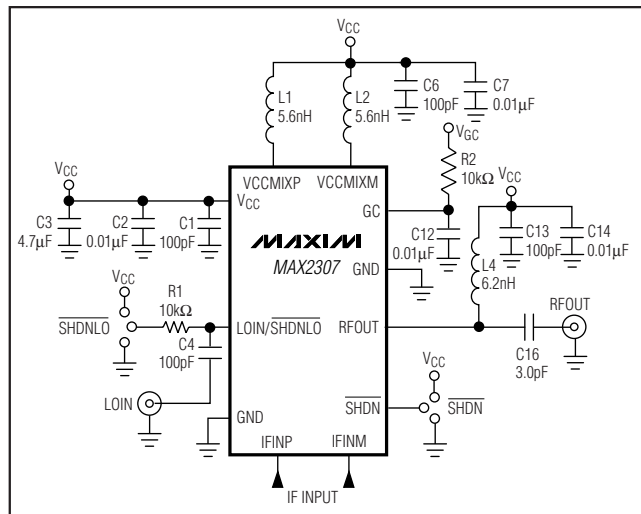 VCC
L1
5.6nH
L2
5.6nH
C6
100pF
C7
0.01µF
VGC
R2
10kΩ
VCC
VCC
C3
4.7µF
C2
0.01µF
C1
100pF
VCCMIXP
VCCMIXM
VCC
GC
C12
0.01µF
C13
100pF
C14
0.01µF
L4
6.2nH
MAXIM
MAX2307
GND
VCC
SHDNLO
R1
10kΩ
C4
100pF
LOIN/SHDNLO
RFOUT
RFOUT
C16
3.0pF
LOIN
GND
VCC
SHDN
SHDN
IFINP
IFINM
IF INPUT